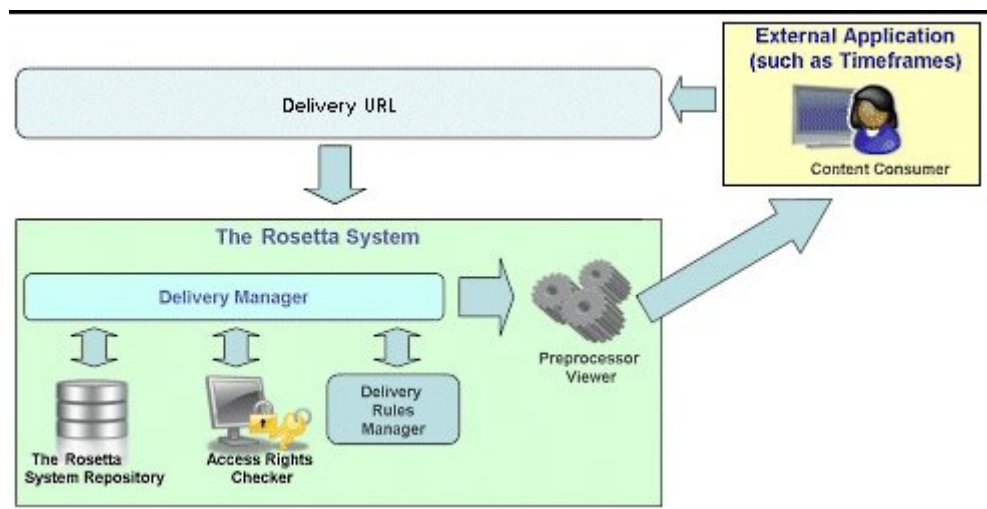 External Application
(such as Timeframes)
Content Consumer
Delivery URL
The Rosetta System
Delivery Manager
Preprocessor
Viewer
The Rosetta
System Repository
Access Rights
Checker
Delivery
Rules
Manager